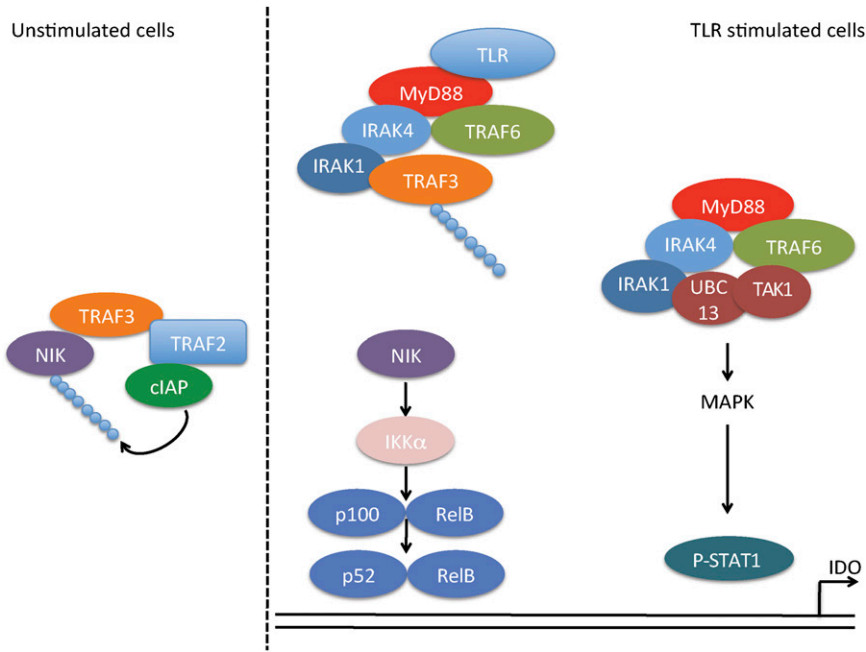 Unstimulated cells
TLR stimulated cells
TLR
MyD88
IRAK4
TRAF6
IRAK1
TRAF3
MyD88
IRAK4
TRAF6
IRAK1
UBC
13
TAK1
TRAF3
TRAF2
NIK
cIAP
NIK
MAPK
IKKα
p100
RelB
P-STAT1
IDO
p52
RelB